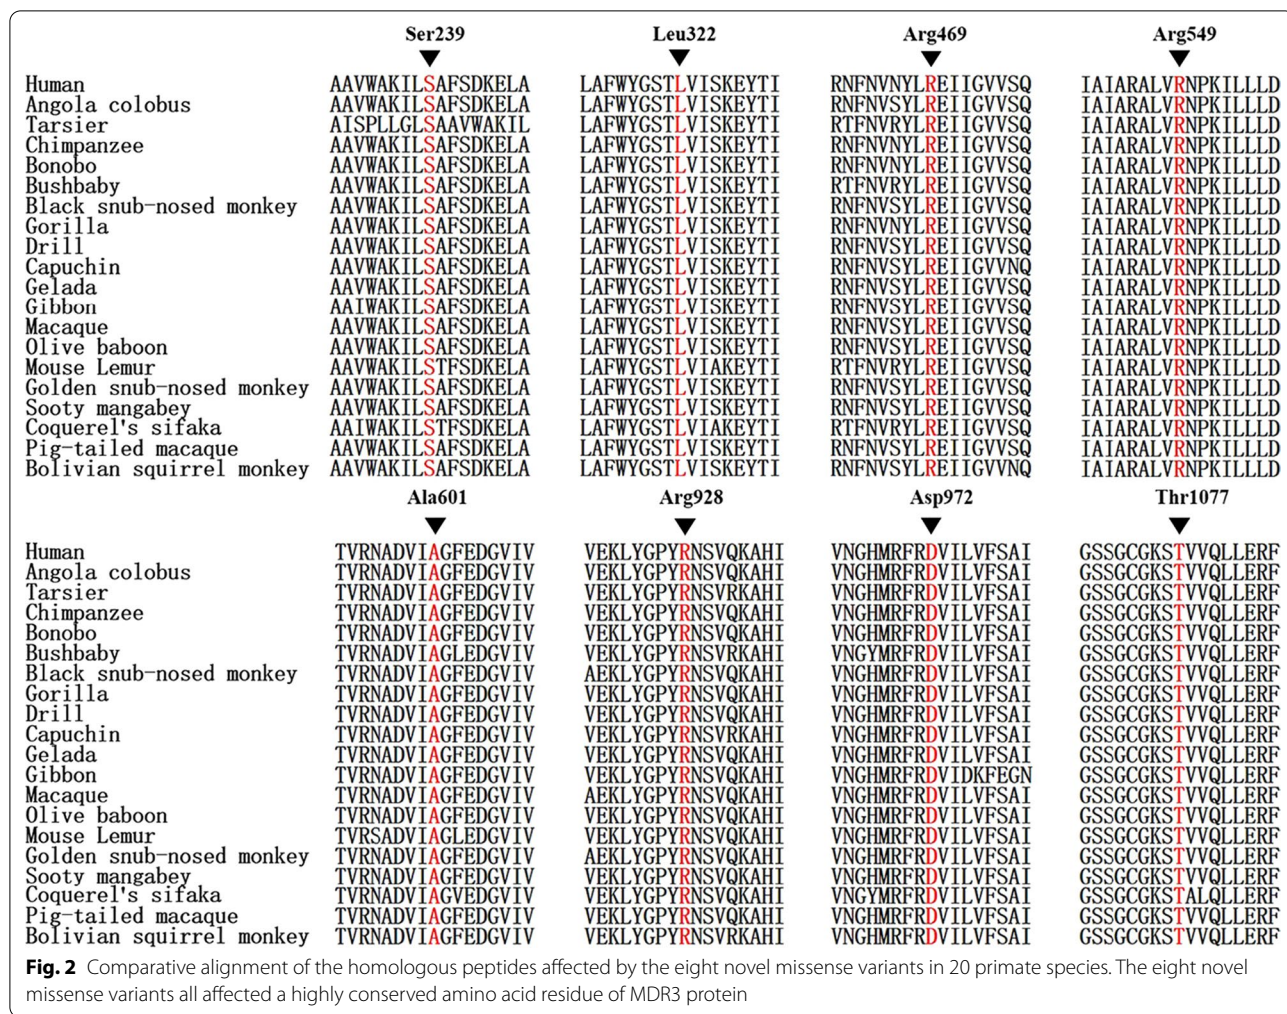 Ser239 Leu322 Arg469 Arg549
Human AAVWAKILSAFSDKELA LAFWYGSTLVISKEYTI RNFNVNYLREIIGVVSQ IAIARALVRNPKILLLD
Angola colobus AAVWAKILSAFSDKELA LAFWYGSTLVISKEYTI RNFNVSYLREIIGVVSQ IAIARALVRNPKILLLD
Tarsier AISPLLGLSAAVWAKIL LAFWYGSTLVISKEYTI RTFNVRYLREIIGVVSQ IAIARALVRNPKILLLD
Chimpanzee AAVWAKILSAFSDKELA LAFWYGSTLVISKEYTI RNFNVNYLREIIGVVSQ IAIARALVRNPKILLLD
Bonobo AAVWAKILSAFSDKELA LAFWYGSTLVISKEYTI RNFNVNYLREIIGVVSQ IAIARALVRNPKILLLD
Bushbaby AAVWAKILSAFSDKELA LAFWYGSTLVISKEYTI RTFNVRYLREIIGVVSQ IAIARALVRNPKILLLD
Black snub-nosed monkey AAVWAKILSAFSDKELA LAFWYGSTLVISKEYTI RNFNVSYLREIIGVVSQ IAIARALVRNPKILLLD
Gorilla AAVWAKILSAFSDKELA LAFWYGSTLVISKEYTI RNFNVNYLREIIGVVSQ IAIARALVRNPKILLLD
Drill AAVWAKILSAFSDKELA LAFWYGSTLVISKEYTI RNFNVSYLREIIGVVSQ IAIARALVRNPKILLLD
Capuchin AAVWAKILSAFSDKELA LAFWYGSTLVISKEYTI RNFNVSYLREIIGVVNQ IAIARALVRNPKILLLD
Gelada AAVWAKILSAFSDKELA LAFWYGSTLVISKEYTI RNFNVSYLREIIGVVSQ IAIARALVRNPKILLLD
Gibbon AAIWAKILSAFSDKELA LAFWYGSTLVISKEYTI RNFNVSYLREIIGVVSQ IAIARALVRNPKILLLD
Macaque AAVWAKILSAFSDKELA LAFWYGSTLVISKEYTI RNFNVSYLREIIGVVSQ IAIARALVRNPKILLLD
Olive baboon AAVWAKILSAFSDKELA LAFWYGSTLVISKEYTI RNFNVSYLREIIGVVSQ IAIARALVRNPKILLLD
Mouse Lemur AAVWAKILSTFSDKELA LAFWYGSTLVIAKEYTI RTFNVRYLREIIGVVSQ IAIARALVRNPKILLLD
Golden snub-nosed monkey AAVWAKILSAFSDKELA LAFWYGSTLVISKEYTI RNFNVSYLREIIGVVSQ IAIARALVRNPKILLLD
Sooty mangabey AAVWAKILSAFSDKELA LAFWYGSTLVISKEYTI RNFNVSYLREIIGVVSQ IAIARALVRNPKILLLD
Coquerel's sifaka AAIWAKILSTFSDKELA LAFWYGSTLVIAKEYTI RTFNVRYLREIIGVVSQ IAIARALVRNPKILLLD
Pig-tailed macaque AAVWAKILSAFSDKELA LAFWYGSTLVISKEYTI RNFNVSYLREIIGVVSQ IAIARALVRNPKILLLD
Bolivian squirrel monkey AAVWAKILSAFSDKELA LAFWYGSTLVISKEYTI RNFNVSYLREIIGVVNQ IAIARALVRNPKILLLD
Ala601 Arg928 Asp972 Thr1077
Human TVRNADVIAGFEDGVIV VEKLYGPYRNSVQKAHI VNGHMRFRDVILVFSAI GSSGCGKSTVVQLLERF
Angola colobus TVRNADVIAGFEDGVIV VEKLYGPYRNSVQKAHI VNGHMRFRDVILVFSAI GSSGCGKSTVVQLLERF
Tarsier TVRNADVIAGFEDGVIV VEKLYGPYRNSVRKAHI VNGHMRFRDVILVFSAI GSSGCGKSTVVQLLERF
Chimpanzee TVRNADVIAGFEDGVIV VEKLYGPYRNSVQKAHI VNGHMRFRDVILVFSAI GSSGCGKSTVVQLLERF
Bonobo TVRNADVIAGFEDGVIV VEKLYGPYRNSVQKAHI VNGHMRFRDVILVFSAI GSSGCGKSTVVQLLERF
Bushbaby TVRNADVIAGLEDGVIV VEKLYGPYRNSVRKAHI VNGYMRFRDVILVFSAI GSSGCGKSTVVQLLERF
Black snub-nosed monkey TVRNADVIAGFEDGVIV AEKLYGPYRNSVQKAHI VNGHMRFRDVILVFSAI GSSGCGKSTVVQLLERF
Gorilla TVRNADVIAGFEDGVIV VEKLYGPYRNSVQKAHI VNGHMRFRDVILVFSAI GSSGCGKSTVVQLLERF
Drill TVRNADVIAGFEDGVIV VEKLYGPYRNSVQKAHI VNGHMRFRDVILVFSAI GSSGCGKSTVVQLLERF
Capuchin TVRNADVIAGFEDGVIV VEKLYGPYRNSVRKAHI VNGHMRFRDVILVFSAI GSSGCGKSTVVQLLERF
Gelada TVRNADVIAGFEDGVIV VEKLYGPYRNSVQKAHI VNGHMRFRDVILVFSAI GSSGCGKSTVVQLLERF
Gibbon TVRNADVIAGFEDGVIV VEKLYGPYRNSVQKAHI VNGHMRFRDVIDKFEGN GSSGCGKSTVVQLLERF
Macaque TVRNADVIAGFEDGVIV AEKLYGPYRNSVQKAHI VNGHMRFRDVILVFSAI GSSGCGKSTVVQLLERF
Olive baboon TVRNADVIAGFEDGVIV VEKLYGPYRNSVQKAHI VNGHMRFRDVILVFSAI GSSGCGKSTVVQLLERF
Mouse Lemur TVRSADVIAGLEDGVIV VEKLYGPYRNSVQKAHI VNGHMRFRDVILVFSAI GSSGCGKSTVVQLLERF
Golden snub-nosed monkey TVRNADVIAGFEDGVIV AEKLYGPYRNSVQKAHI VNGHMRFRDVILVFSAI GSSGCGKSTVVQLLERF
Sooty mangabey TVRNADVIAGFEDGVIV VEKLYGPYRNSVQKAHI VNGHMRFRDVILVFSAI GSSGCGKSTVVQLLERF
Coquerel's sifaka TVRNADVIAGVEDGVIV VEKLYGPYRNSVQKAHI VNGYMRFRDVILVFSAI GSSGCGKSTALQLLERF
Pig-tailed macaque TVRNADVIAGFEDGVIV VEKLYGPYRNSVQKAHI VNGHMRFRDVILVFSAI GSSGCGKSTVVQLLERF
Bolivian squirrel monkey TVRNADVIAGFEDGVIV VEKLYGPYRNSVRKAHI VNGHMRFRDVILVFSAI GSSGCGKSTVVQLLERF
Fig. 2 Comparative alignment of the homologous peptides affected by the eight novel missense variants in 20 primate species. The eight novel
missense variants all affected a highly conserved amino acid residue of MDR3 protein